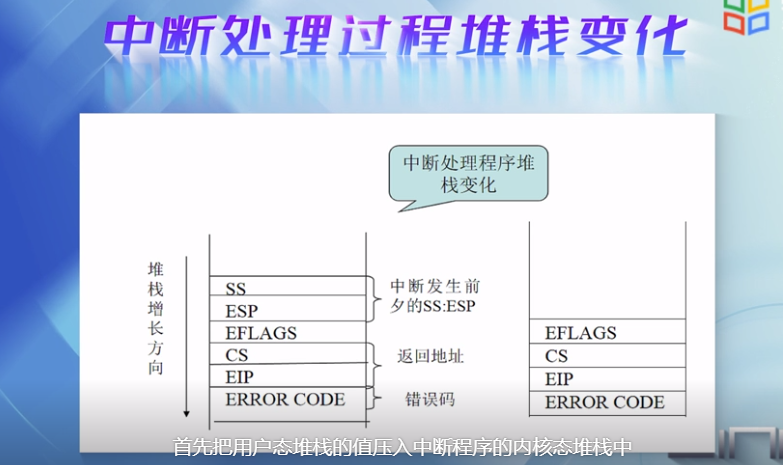 中断处理过程堆栈变化
中断处理程序堆
栈变化
堆栈增长方向
SS
ESP
EFLAGS
CS
EIP
ERROR CODE
中断发生前
夕的SS:ESP
返回地址
错误码
EFLAGS
CS
EIP
ERROR CODE
首先把用户态堆栈的值压入中断程序的内核态堆栈中